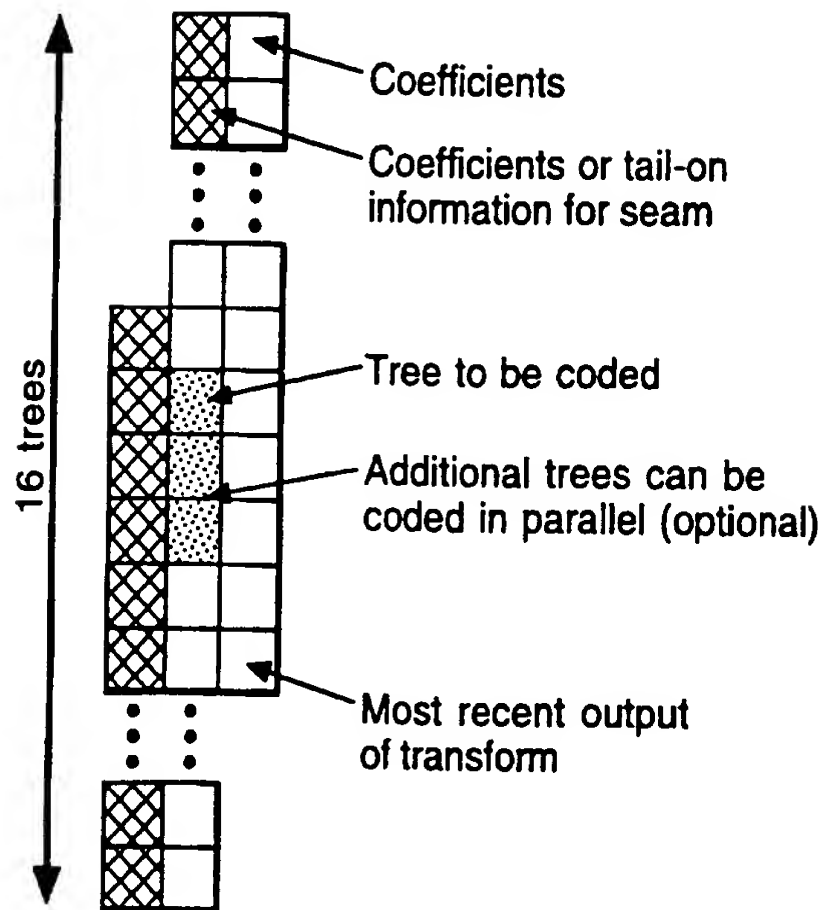 Coefficients
Coefficients or tail-on
information for seam
16 trees
Tree to be coded
Additional trees can be
coded in parallel (optional)
Most recent output
of transform